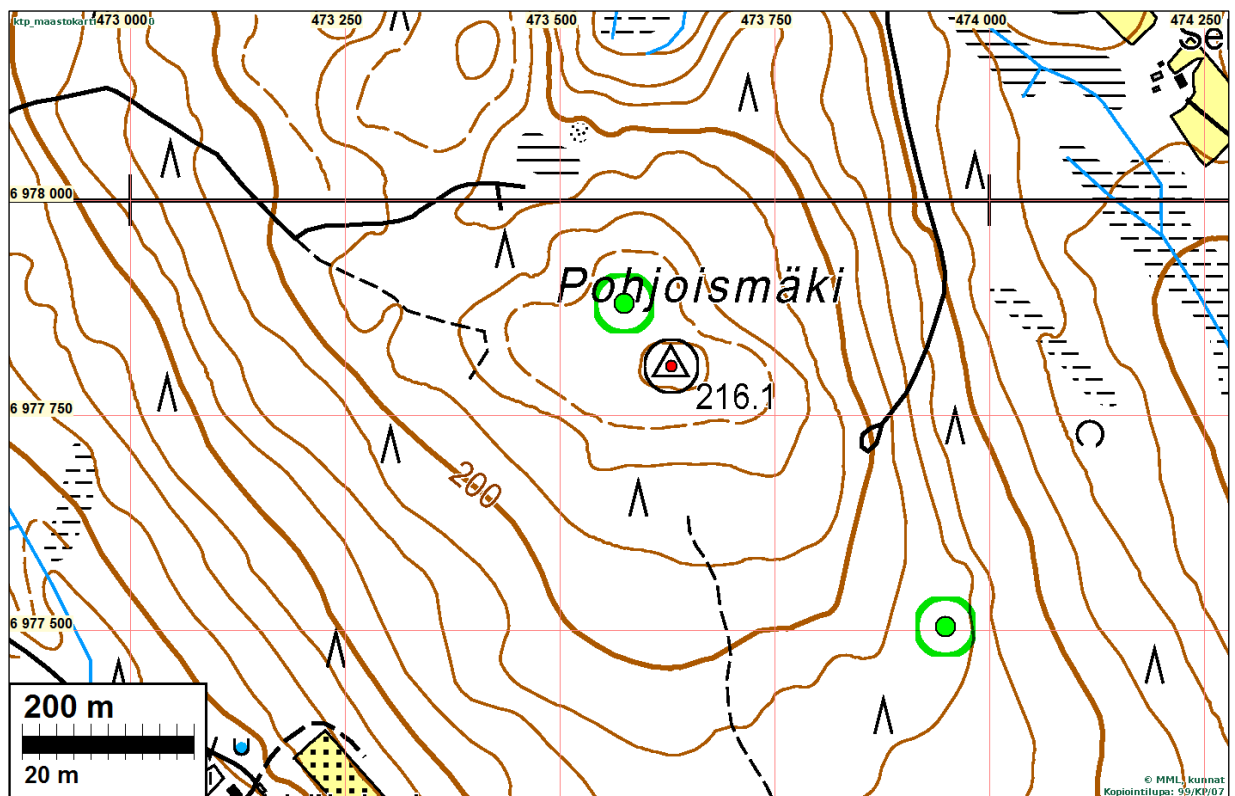 ktp_maastokartt
473 000
473 250
473 500
473 750
474 000
474 250
Se
6 978 000
Pohjoismäki
216.1
6 977 750
200
6 977 500
200 m
20 m
© MML, kunnat
Kopiointilupa: 99/KP/07